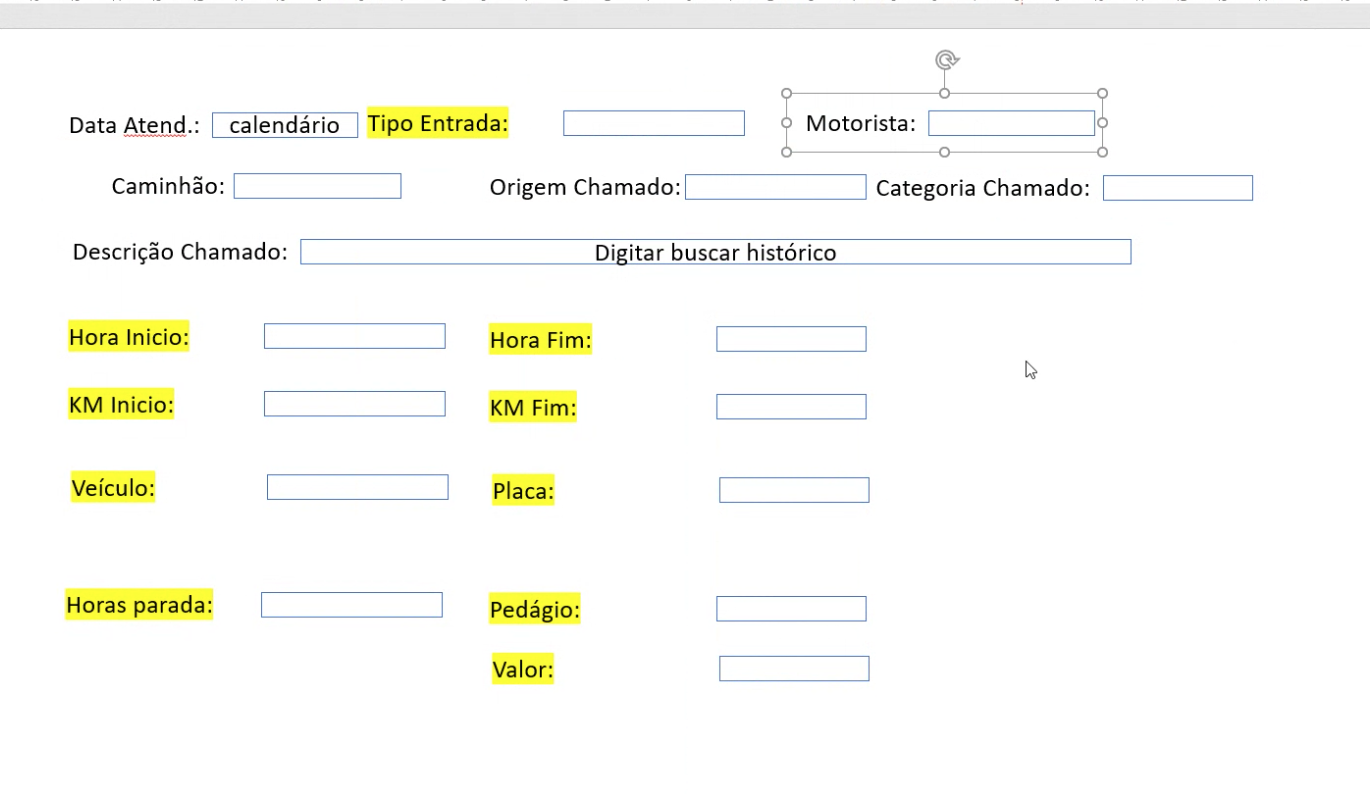 Data Atend.: calendário Tipo Entrada: Motorista:
Caminhão: Origem Chamado: Categoria Chamado:
Descrição Chamado: Digitar buscar histórico
Hora Inicio: Hora Fim:
KM Inicio: KM Fim:
Veículo: Placa:
Horas parada: Pedágio:
Valor: